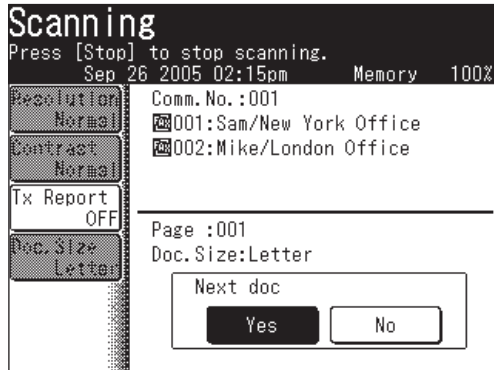 Scanning
Press [Stop] to stop scanning.
Sep 26 2005 02:15pm Memory 100%
Resolution
Normal
Contrast
Normal
Tx Report
OFF
Doc.Size
Letter
Comm.No.:001
FAX001:Sam/New York Office
FAX002:Mike/London Office
Page :001
Doc.Size:Letter
Next doc
Yes No